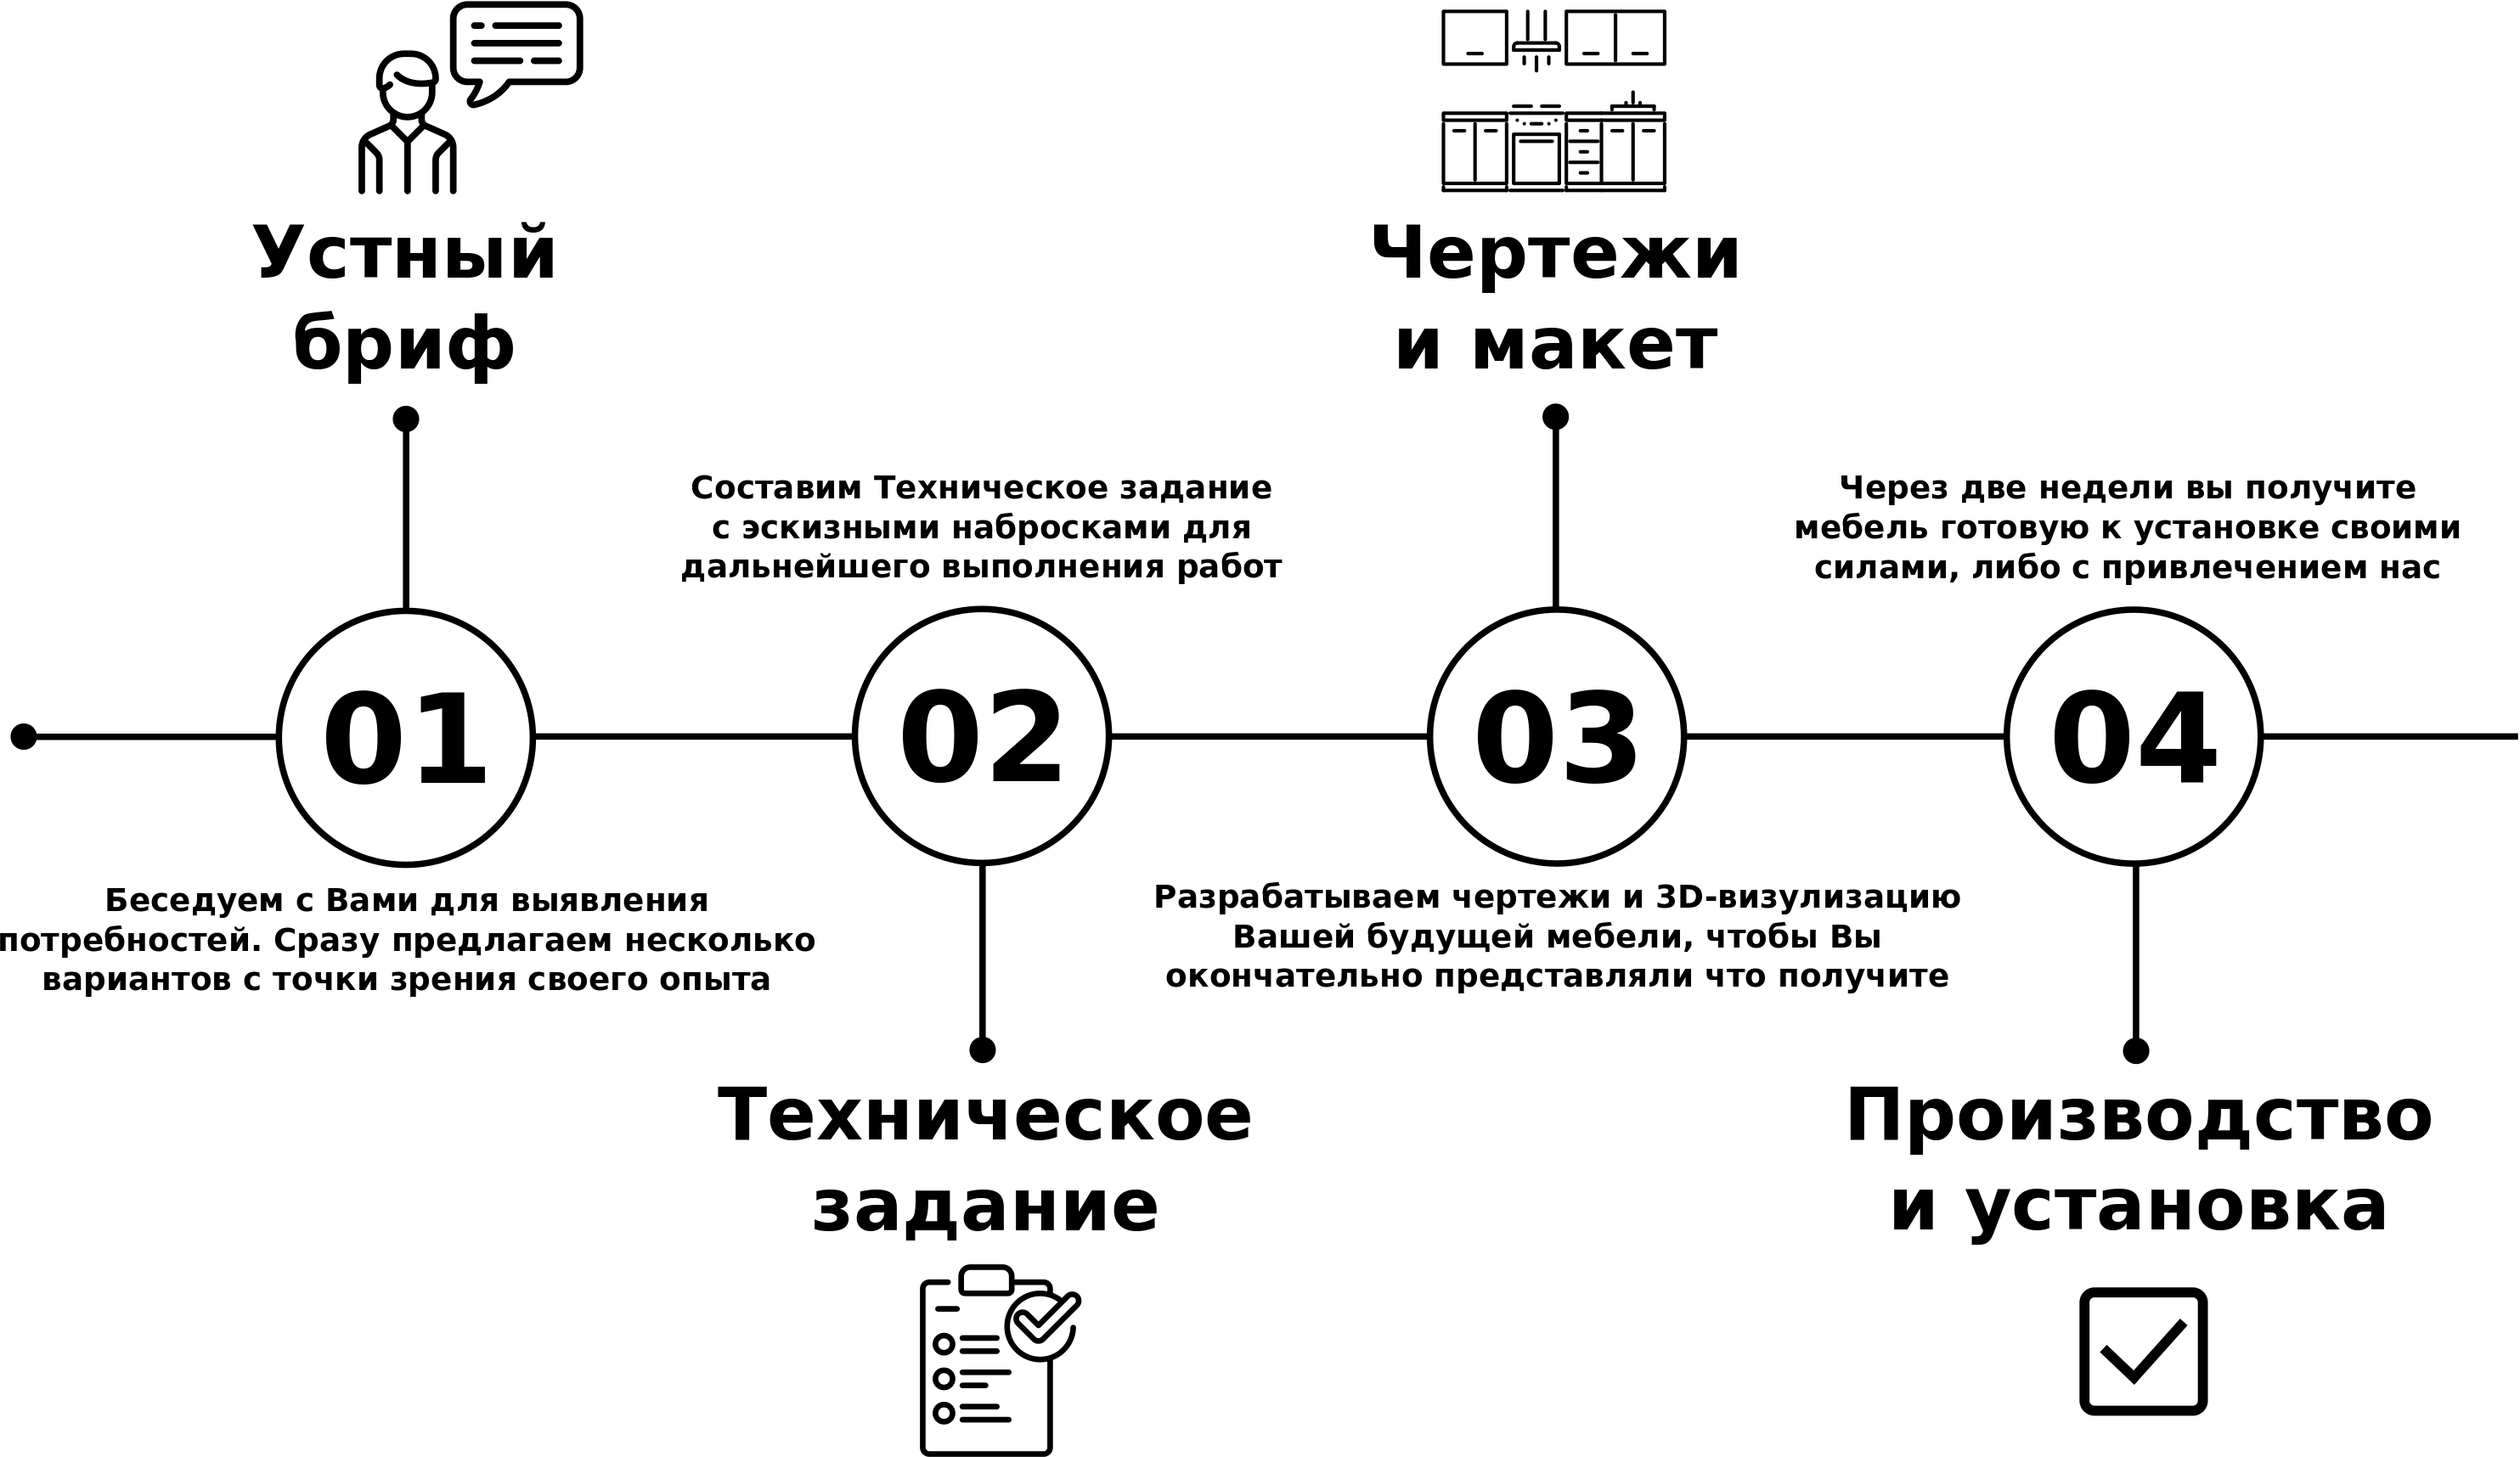 Устный
бриф
01
Беседуем с Вами для выявления
потребностей. Сразу предлагаем несколько
вариантов с точки зрения своего опыта
Составим Техническое задание
с эскизными набросками для
дальнейшего выполнения работ
02
Техническое
задание
Чертежи
и макет
03
Разрабатываем чертежи и 3D-визулизацию
Вашей будущей мебели, чтобы Вы
окончательно представляли что получите
Через две недели вы получите
мебель готовую к установке своими
силами, либо с привлечением нас
04
Производство
и установка